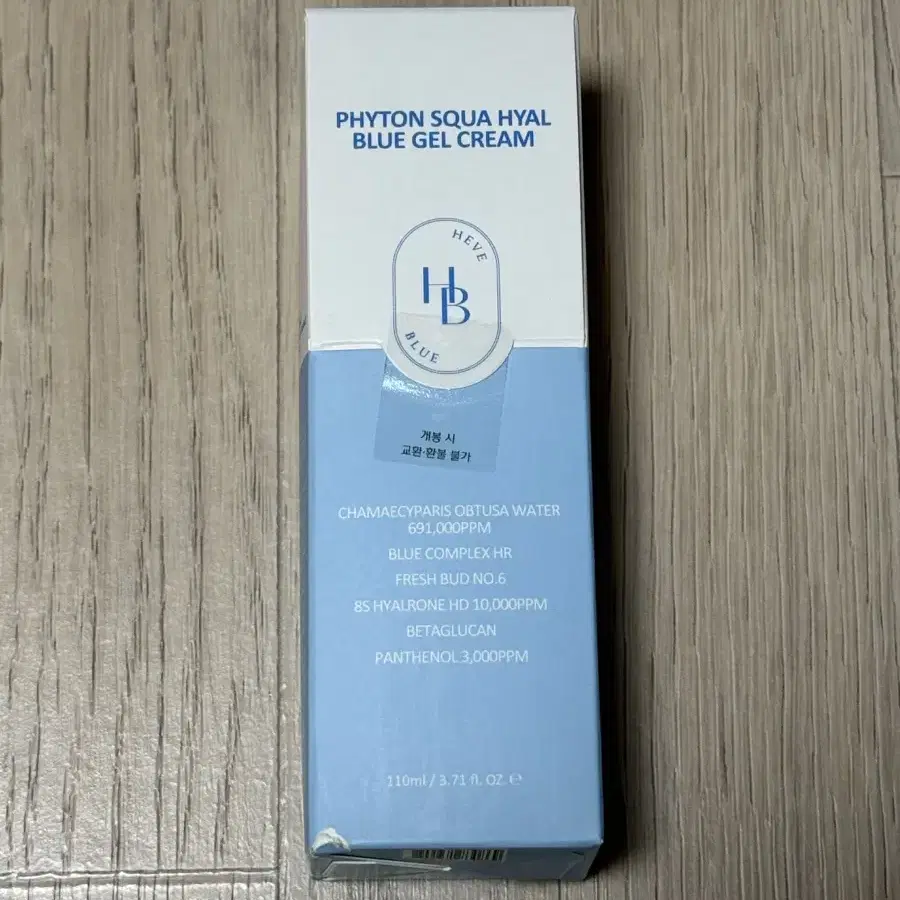 PHYTON SQUA HYAL
BLUE GEL CREAM
HEVE
HB
BLUE
개봉 시
교환·환불 불가
CHAMAECYPARIS OBTUSA WATER
691,000PPM
BLUE COMPLEX HR
FRESH BUD NO.6
8S HYALRONE HD 10,000PPM
BETAGLUCAN
PANTHENOL 3,000PPM
110ml / 3.71 fl. OZ. ℮